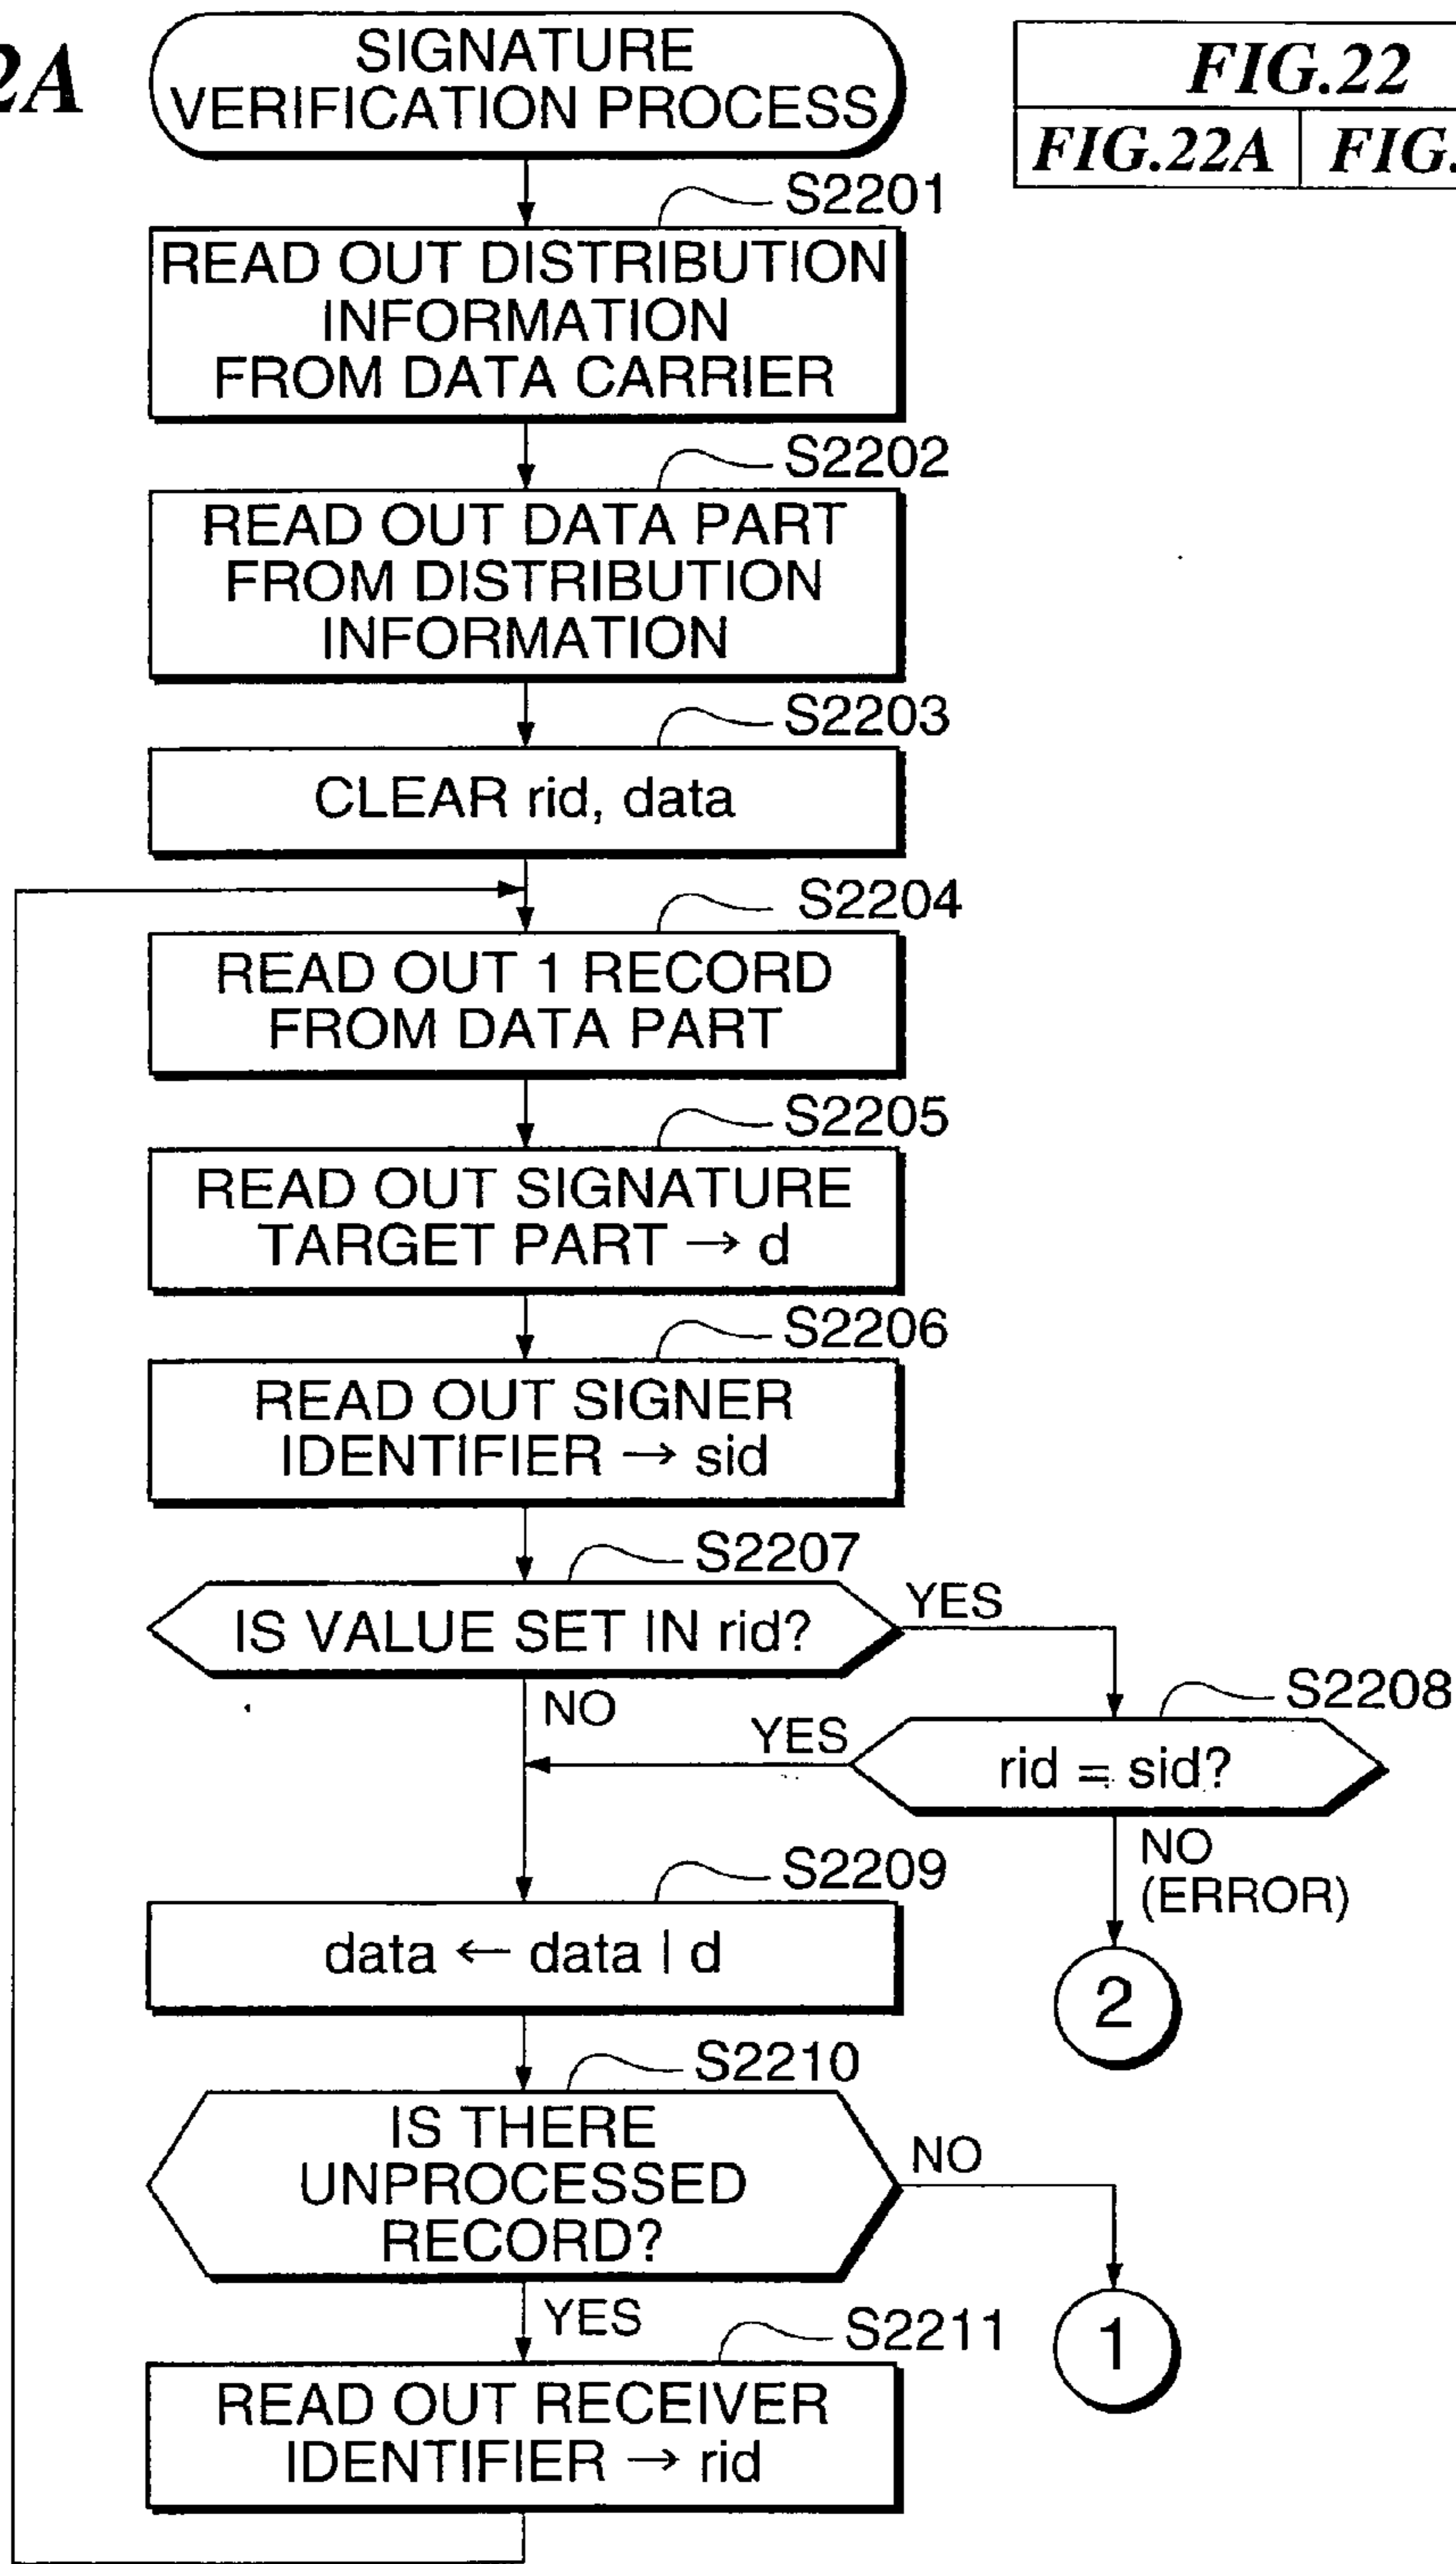 2A
SIGNATURE
VERIFICATION PROCESS
FIG.22
FIG.22A FIG.
S2201
READ OUT DISTRIBUTION
INFORMATION
FROM DATA CARRIER
S2202
READ OUT DATA PART
FROM DISTRIBUTION
INFORMATION
S2203
CLEAR rid, data
S2204
READ OUT 1 RECORD
FROM DATA PART
S2205
READ OUT SIGNATURE
TARGET PART → d
S2206
READ OUT SIGNER
IDENTIFIER → sid
S2207
IS VALUE SET IN rid?
YES
NO
S2208
YES
rid = sid?
NO
(ERROR)
2
S2209
data ← data | d
S2210
IS THERE
UNPROCESSED
RECORD?
NO
1
YES
S2211
READ OUT RECEIVER
IDENTIFIER → rid